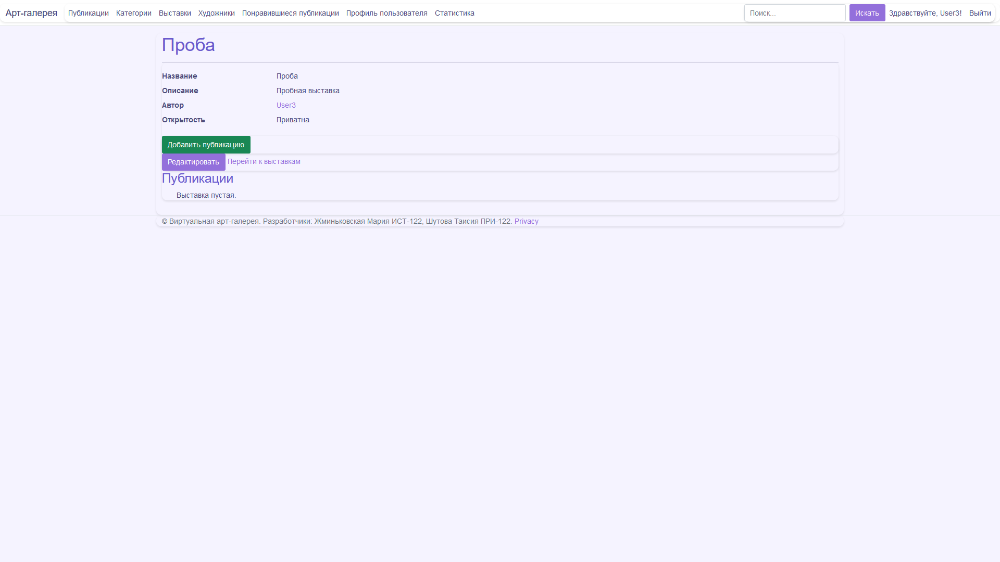 Арт-галерея Публикации Категории Выставки Художники Понравившиеся публикации Профиль пользователя Статистика Поиск... Искать Здравствуйте, User3! Выйти
Проба
Название Проба
Описание Пробная выставка
Автор User3
Открытость Приватна
Добавить публикацию
Редактировать Перейти к выставкам
Публикации
Выставка пустая.
© Виртуальная арт-галерея. Разработчики: Жминьковская Мария ИСТ-122, Шутова Таисия ПРИ-122. Privacy